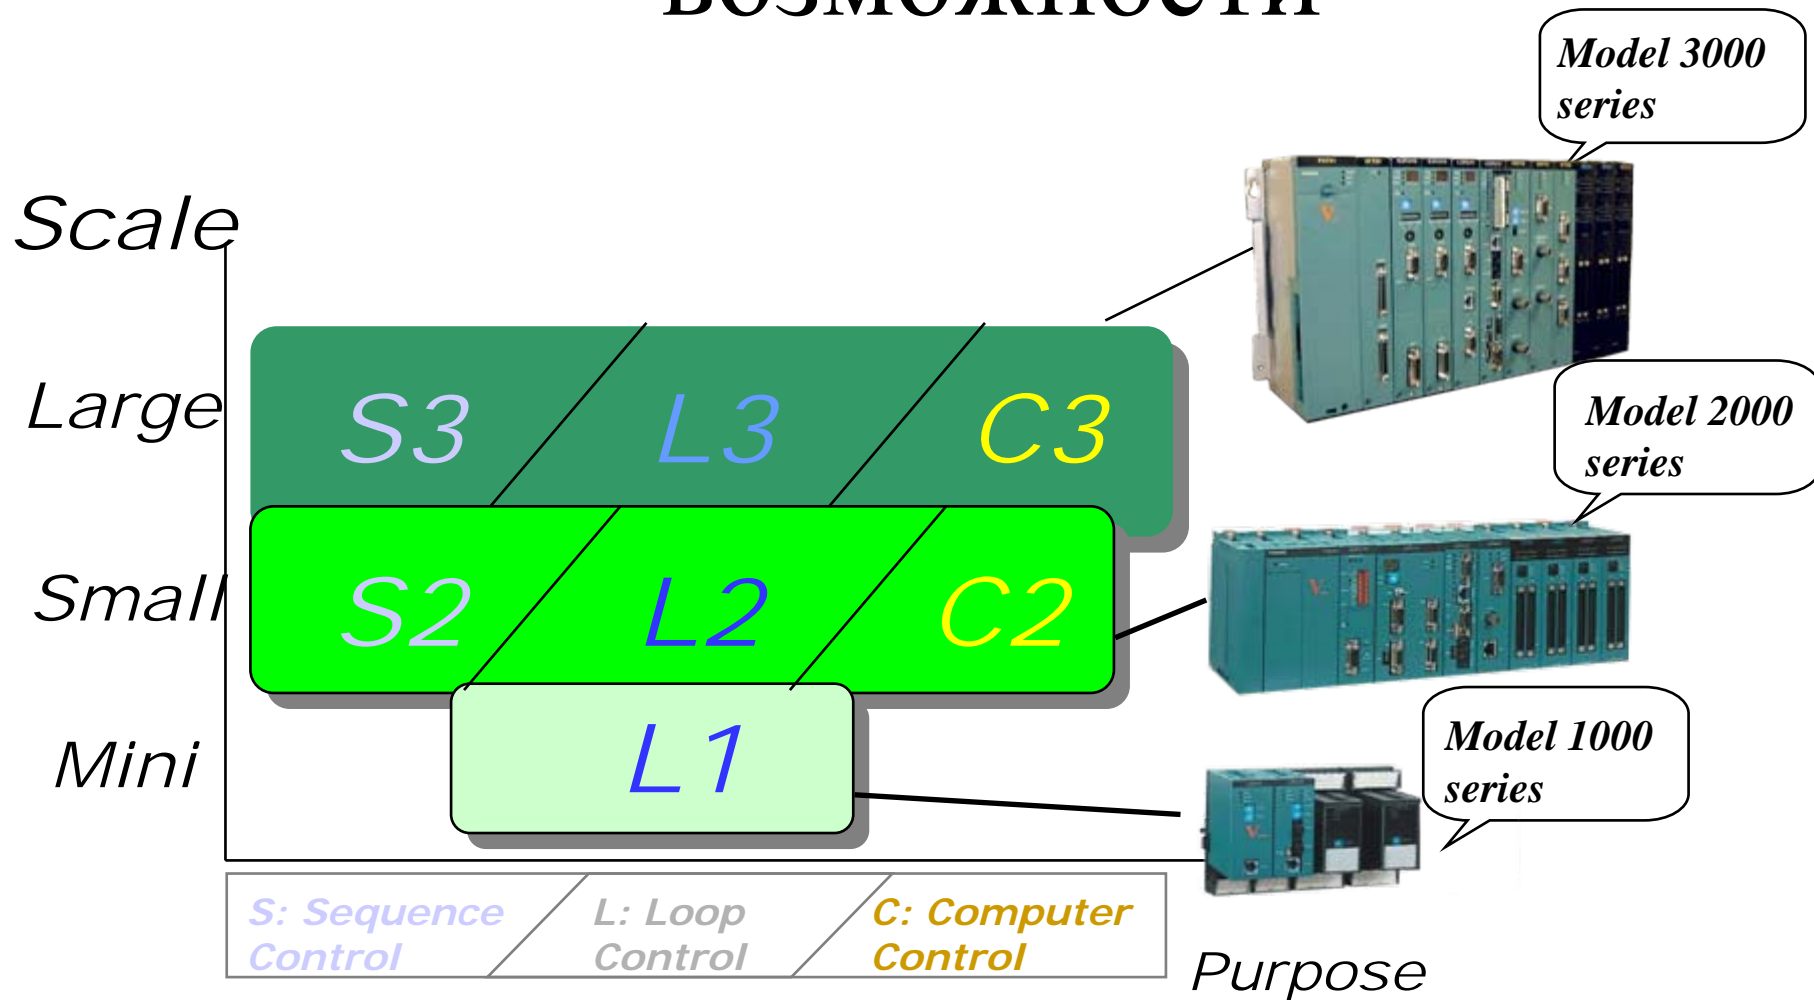 возможности
Model 3000
series
Scale
Large
S3
L3
C3
Model 2000
series
Small
S2
L2
C2
Mini
L1
Model 1000
series
S: Sequence
Control
L: Loop
Control
C: Computer
Control
Purpose